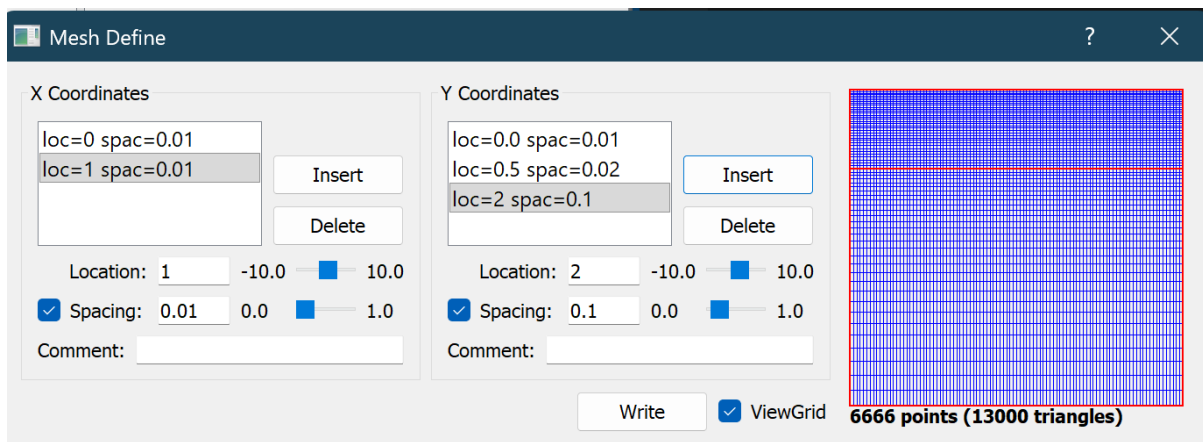 Mesh Define ?
X Coordinates
loc=0 spac=0.01
loc=1 spac=0.01
Insert
Delete
Location: 1 -10.0 10.0
Spacing: 0.01 0.0 1.0
Comment:
Y Coordinates
loc=0.0 spac=0.01
loc=0.5 spac=0.02
loc=2 spac=0.1
Insert
Delete
Location: 2 -10.0 10.0
Spacing: 0.1 0.0 1.0
Comment:
Write
ViewGrid
6666 points (13000 triangles)